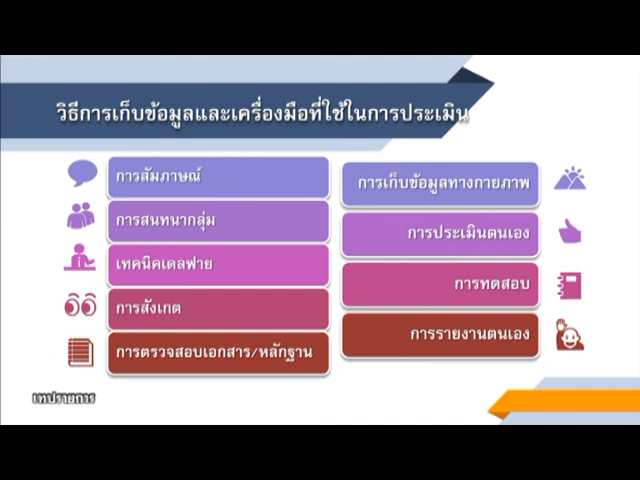 วิธีการเก็บข้อมูลและเครื่องมือที่ใช้ในการประเมิน
การสัมภาษณ์
การสนทนากลุ่ม
เทคนิคเดลฟาย
การสังเกต
การตรวจสอบเอกสาร/หลักฐาน
การเก็บข้อมูลทางกายภาพ
การประเมินตนเอง
การทดสอบ
การรายงานตนเอง
เทปรายการ